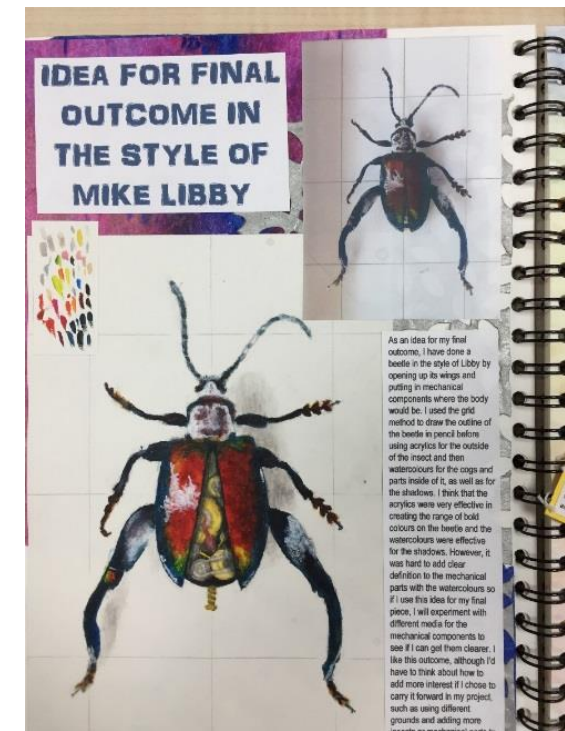 IDEA FOR FINAL
OUTCOME IN
THE STYLE OF
MIKE LIBBY
As an idea for my final
outcome, I have done a
beetle in the style of Libby by
opening up its wings and
putting in mechanical
components where the body
would be. I used the grid
method to draw the outline of
the beetle in pencil before
using acrylics for the outside
of the insect and then
watercolours for the cogs and
parts inside of it, as well as for
the shadows. I think that the
acrylics were very effective in
creating the range of bold
colours on the beetle and the
watercolours were effective
for the shadows. However, it
was hard to add clear
definition to the mechanical
parts with the watercolours so
if I use this idea for my final
piece, I will experiment with
different media for the
mechanical components to
see if I can get them clearer. I
like this outcome, although I'd
have to think about how to
add more interest if I chose to
carry it forward in my project,
such as using different
grounds and adding more